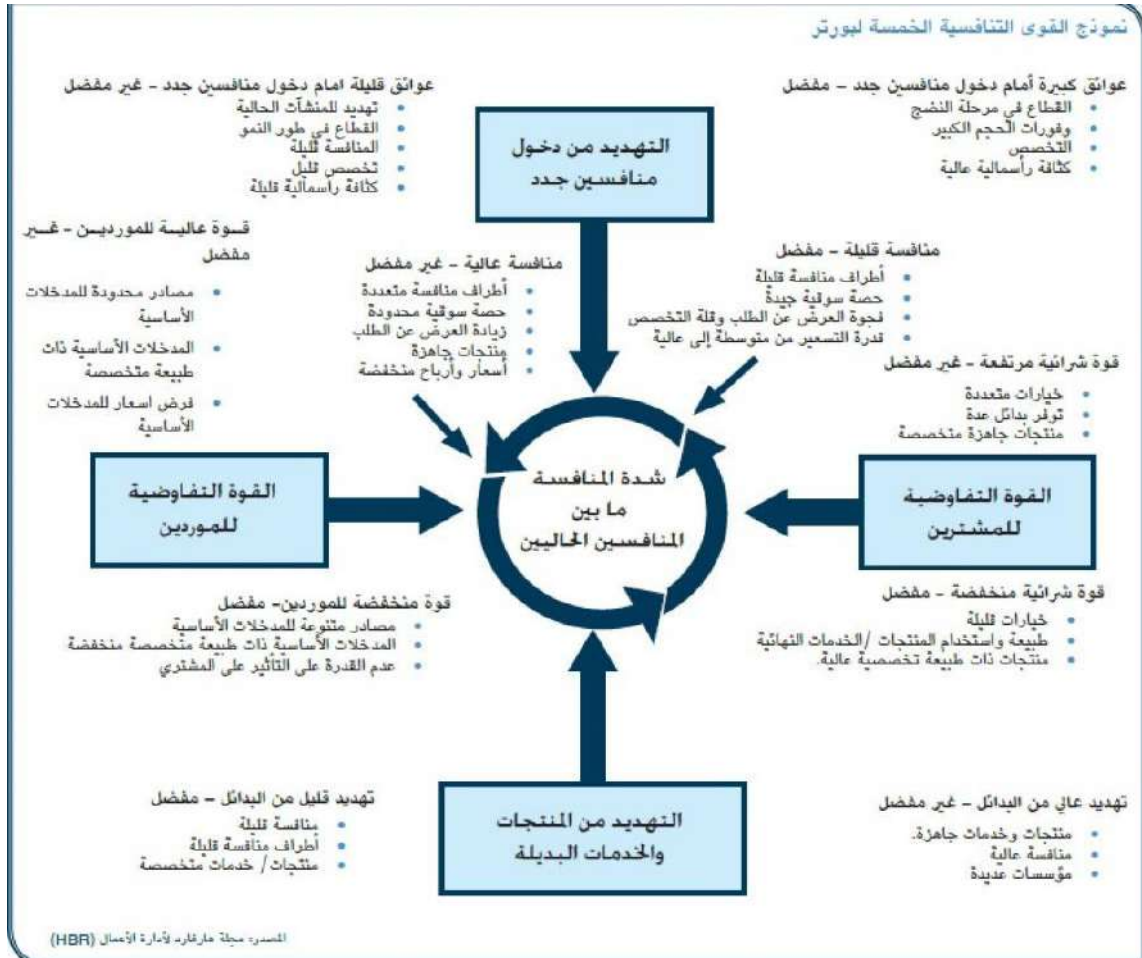 نموذج القوى التنافسية الخمسة لبورتر
عوائق كبيرة أمام دخول منافسين جدد – مفضل
القطاع في مرحلة النضج
وفورات الحجم الكبير
التخصص
كثافة رأسمالية عالية
عوائق قليلة امام دخول منافسين جدد – غير مفضل
تهديد للمنشآت الحالية
القطاع في طور النمو
المنافسة قليلة
تخصص قليل
كثافة رأسمالية قليلة
التهديد من دخول
منافسين جدد
منافسة قليلة – مفضل
أطراف منافسة قليلة
حصة سوقية جيدة
فجوة العرض عن الطلب وقلة التخصص
قدرة التسعير من متوسطة إلى عالية
منافسة عالية – غير مفضل
أطراف منافسة متعددة
حصة سوقية محدودة
زيادة العرض عن الطلب
منتجات جاهزة
أسعار وأرباح منخفضة
قوة عالية للموردين – غير
مفضل
مصادر محدودة للمدخلات
الأساسية
المدخلات الأساسية ذات
طبيعة متخصصة
فرض اسعار للمدخلات
الأساسية
قوة شرائية مرتفعة – غير مفضل
خيارات متعددة
توفر بدائل عدة
منتجات جاهزة متخصصة
القوة التفاوضية
للمشترين
شدة المنافسة
ما بين
المنافسين الحاليين
القوة التفاوضية
للموردين
قوة شرائية منخفضة – مفضل
خيارات قليلة
طبيعة واستخدام المنتجات /الخدمات النهائية
منتجات ذات طبيعة تخصصية عالية.
قوة منخفضة للموردين– مفضل
مصادر متنوعة للمدخلات الأساسية
المدخلات الأساسية ذات طبيعة متخصصة منخفضة
عدم القدرة على التأثير على المشتري
تهديد عالي من البدائل – غير مفضل
منتجات وخدمات جاهزة.
منافسة عالية
مؤسسات عديدة
التهديد من المنتجات
والخدمات البديلة
تهديد قليل من البدائل – مفضل
منافسة قليلة
أطراف منافسة قليلة
منتجات/ خدمات متخصصة
المصدر: مجلة هارفارد لأدارة الأعمال (HBR)